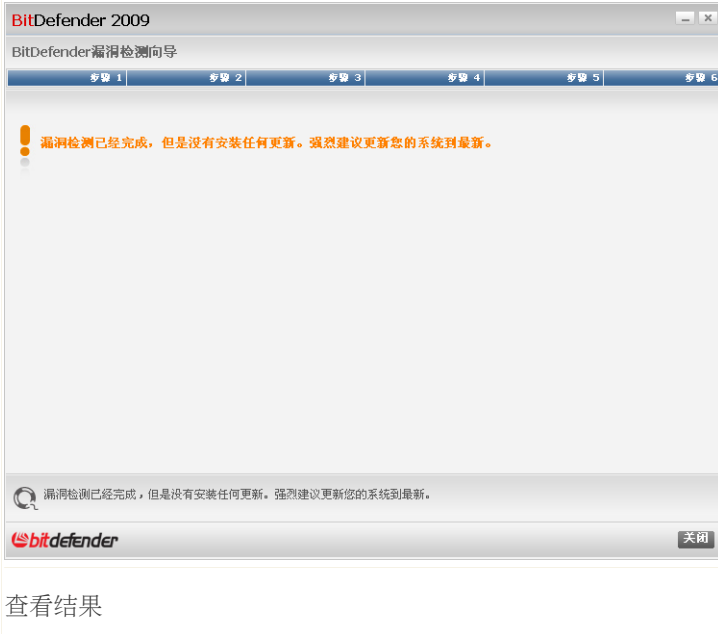 BitDefender 2009
BitDefender漏洞检测向导
步骤 1 步骤 2 步骤 3 步骤 4 步骤 5 步骤 6
漏洞检测已经完成，但是没有安装任何更新。强烈建议更新您的系统到最新。
漏洞检测已经完成，但是没有安装任何更新。强烈建议更新您的系统到最新。
bitdefender 关闭
查看结果